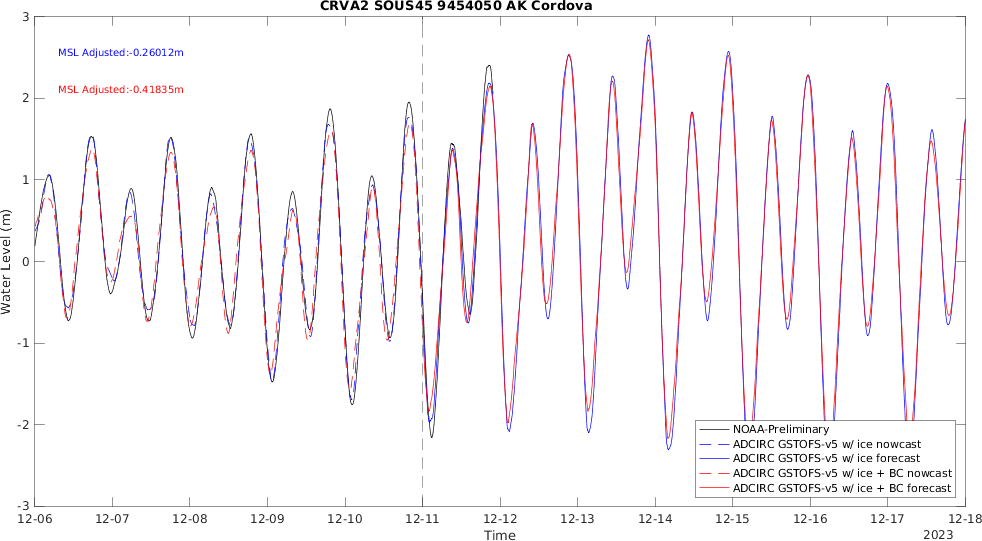 CRVA2 SOUS45 9454050 AK Cordova
MSL Adjusted:-0.26012m
MSL Adjusted:-0.41835m
Water Level (m)
3
2
1
0
-1
-2
-3
NOAA-Preliminary
ADCIRC GSTOFS-v5 w/ ice nowcast
ADCIRC GSTOFS-v5 w/ ice forecast
ADCIRC GSTOFS-v5 w/ ice + BC nowcast
ADCIRC GSTOFS-v5 w/ ice + BC forecast
12-06 12-07 12-08 12-09 12-10 12-11 12-12 12-13 12-14 12-15 12-16 12-17 12-18
Time
2023